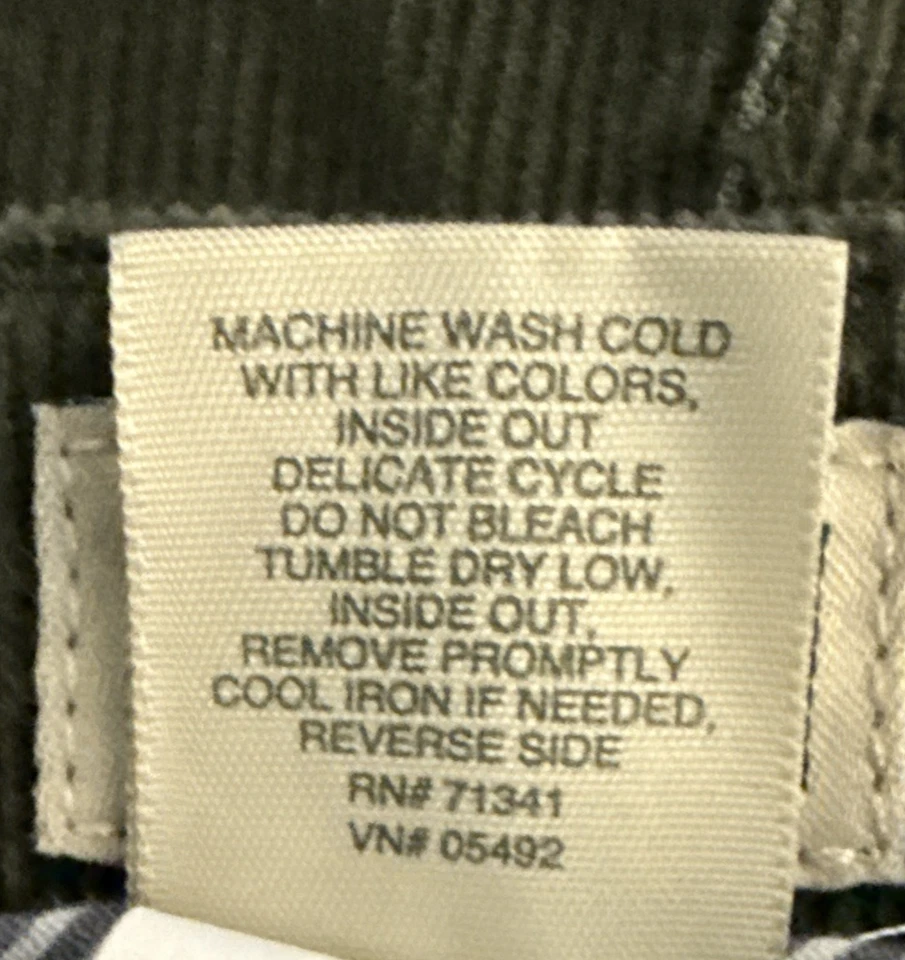 MACHINE WASH COLD
WITH LIKE COLORS,
INSIDE OUT
DELICATE CYCLE
DO NOT BLEACH
TUMBLE DRY LOW,
INSIDE OUT,
REMOVE PROMPTLY
COOL IRON IF NEEDED,
REVERSE SIDE
RN# 71341
VN# 05492